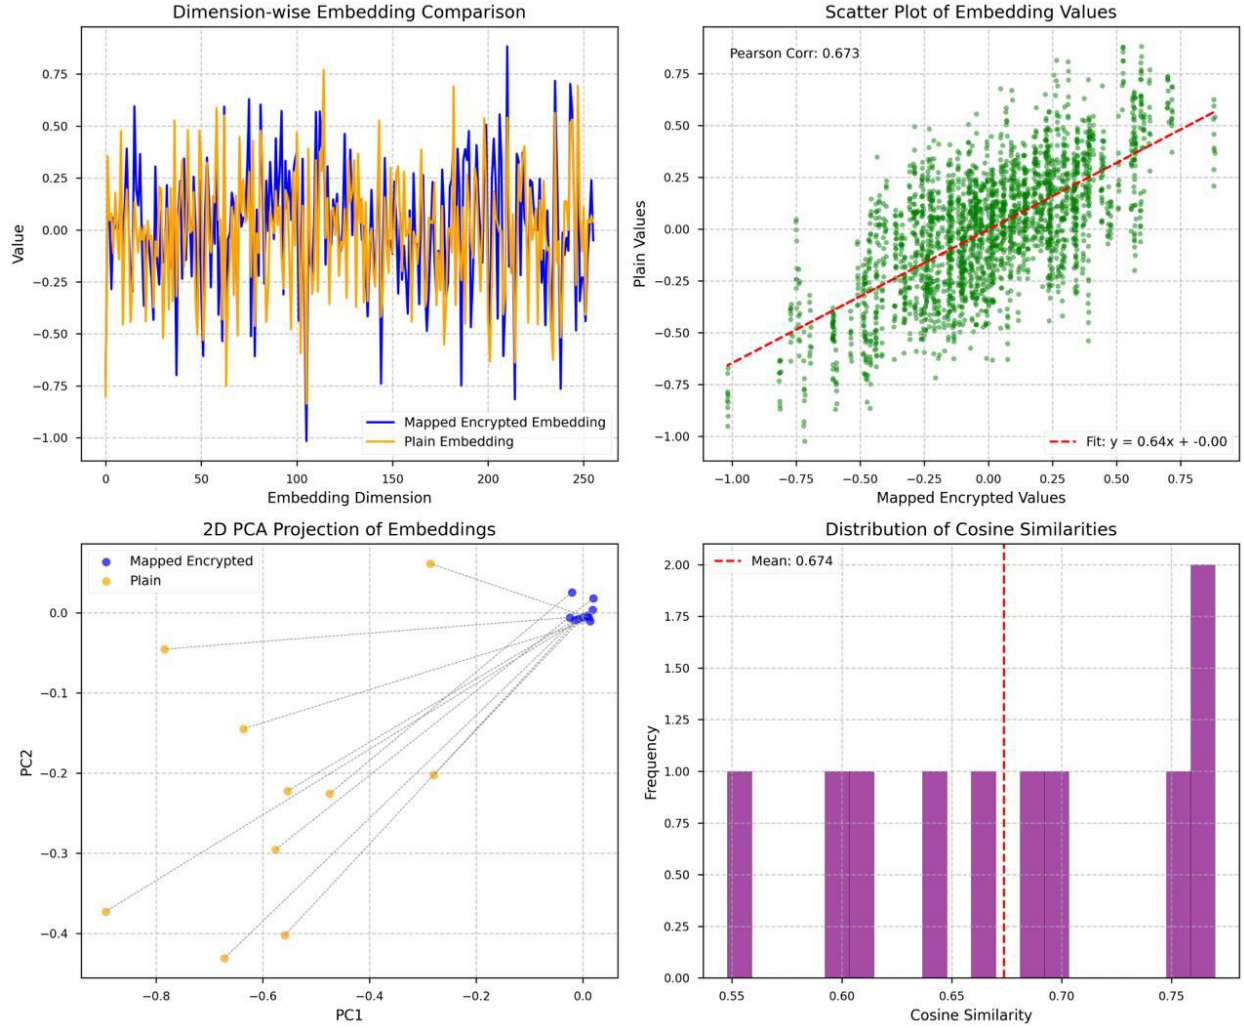 Dimension-wise Embedding Comparison
0.75
0.50
0.25
0.00
−0.25
−0.50
−0.75
−1.00
Value
0
50
100
150
200
250
Embedding Dimension
Mapped Encrypted Embedding
Plain Embedding
Scatter Plot of Embedding Values
Pearson Corr: 0.673
0.75
0.50
0.25
0.00
−0.25
−0.50
−0.75
−1.00
Plain Values
−1.00
−0.75
−0.50
−0.25
0.00
0.25
0.50
0.75
Mapped Encrypted Values
Fit: y = 0.64x + -0.00
2D PCA Projection of Embeddings
Mapped Encrypted
Plain
0.0
−0.1
−0.2
−0.3
−0.4
PC2
−0.8
−0.6
−0.4
−0.2
0.0
PC1
Distribution of Cosine Similarities
Mean: 0.674
2.00
1.75
1.50
1.25
1.00
0.75
0.50
0.25
0.00
Frequency
0.55
0.60
0.65
0.70
0.75
Cosine Similarity